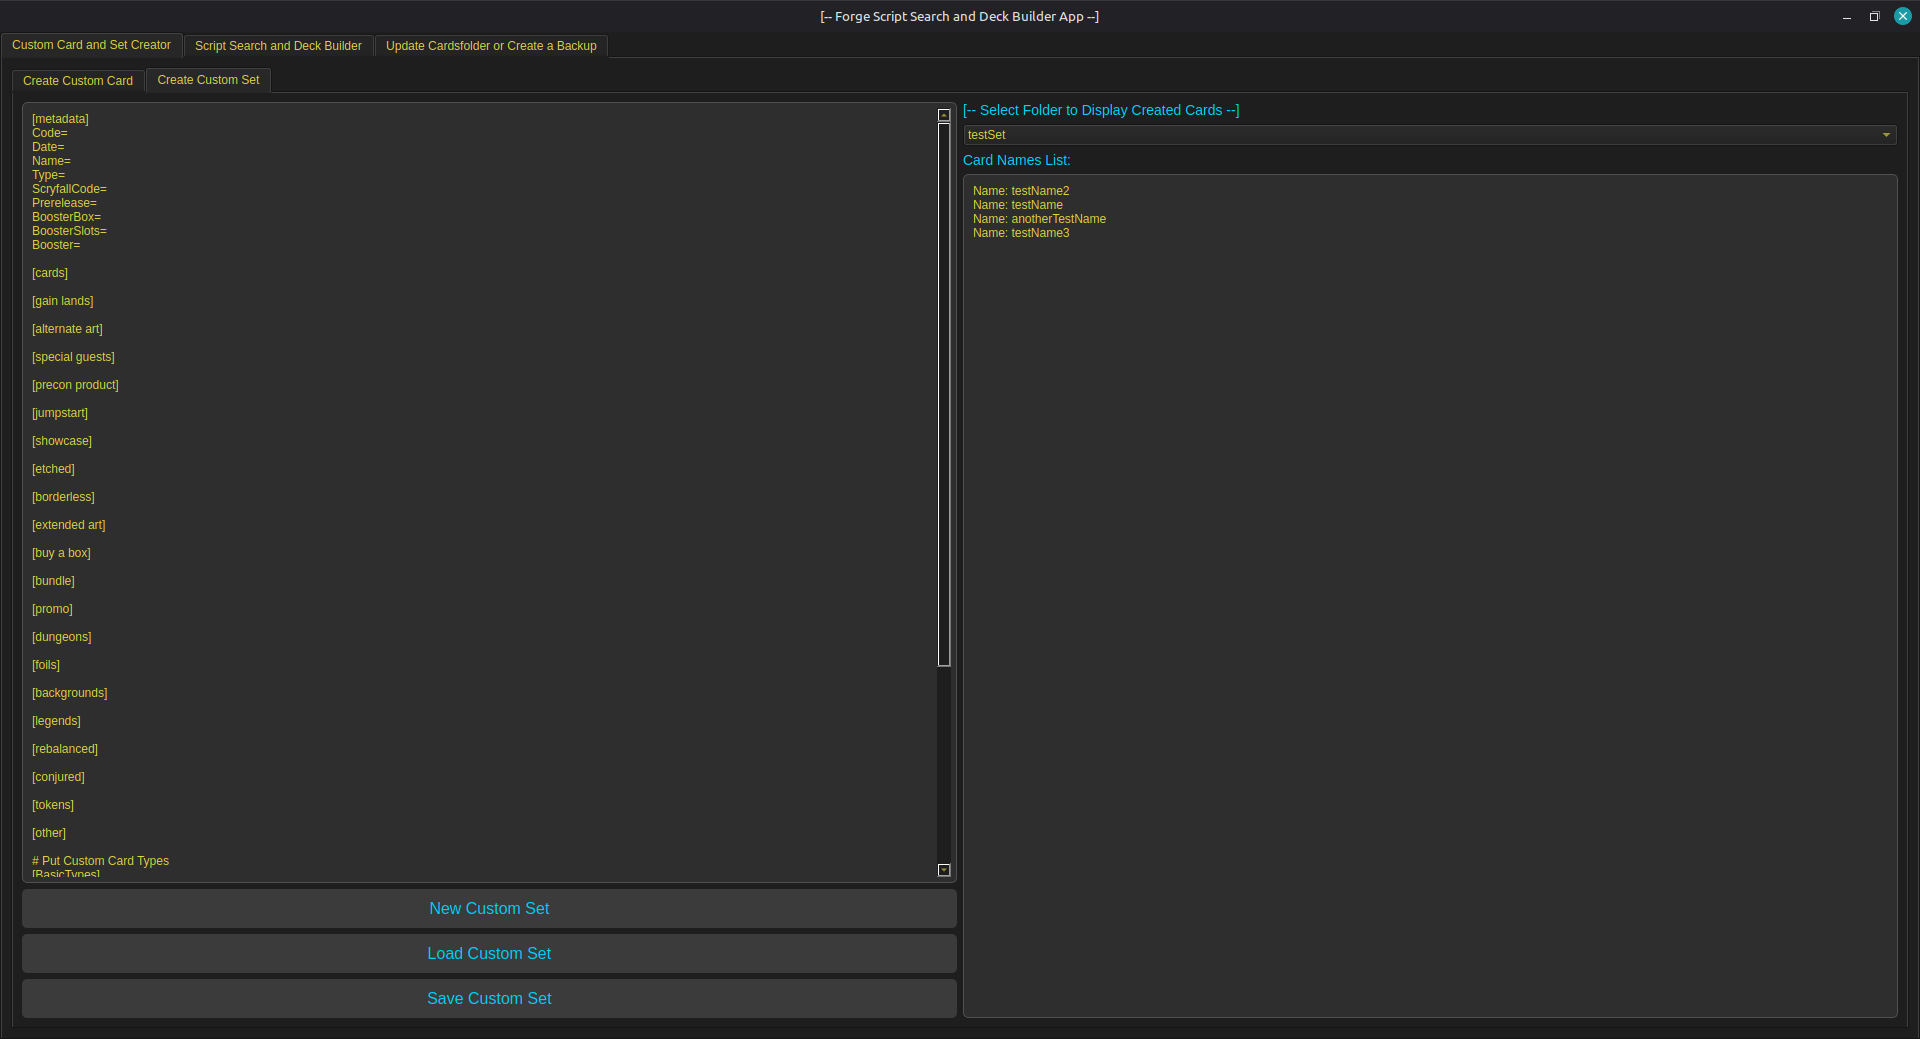 [-- Forge Script Search and Deck Builder App --]
Custom Card and Set Creator
Script Search and Deck Builder
Update Cardsfolder or Create a Backup
Create Custom Card
Create Custom Set
[metadata]
Code=
Date=
Name=
Type=
ScryfallCode=
Prerelease=
BoosterBox=
BoosterSlots=
Booster=
[cards]
[gain lands]
[alternate art]
[special guests]
[precon product]
[jumpstart]
[showcase]
[etched]
[borderless]
[extended art]
[buy a box]
[bundle]
[promo]
[dungeons]
[foils]
[backgrounds]
[legends]
[rebalanced]
[conjured]
[tokens]
[other]
# Put Custom Card Types
[BasicTypes]
New Custom Set
Load Custom Set
Save Custom Set
[-- Select Folder to Display Created Cards --]
testSet
Card Names List:
Name: testName2
Name: testName
Name: anotherTestName
Name: testName3